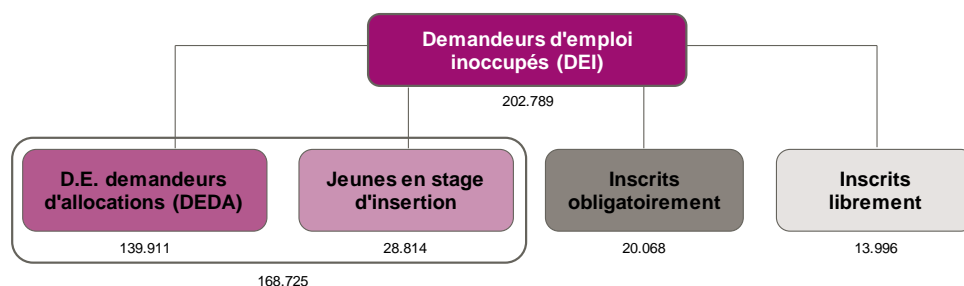 Demandeurs d'emploi
inoccupés (DEI)
202.789
D.E. demandeurs
d'allocations (DEDA)
Jeunes en stage
d'insertion
Inscrits
obligatoirement
Inscrits
librement
139.911
28.814
20.068
13.996
168.725